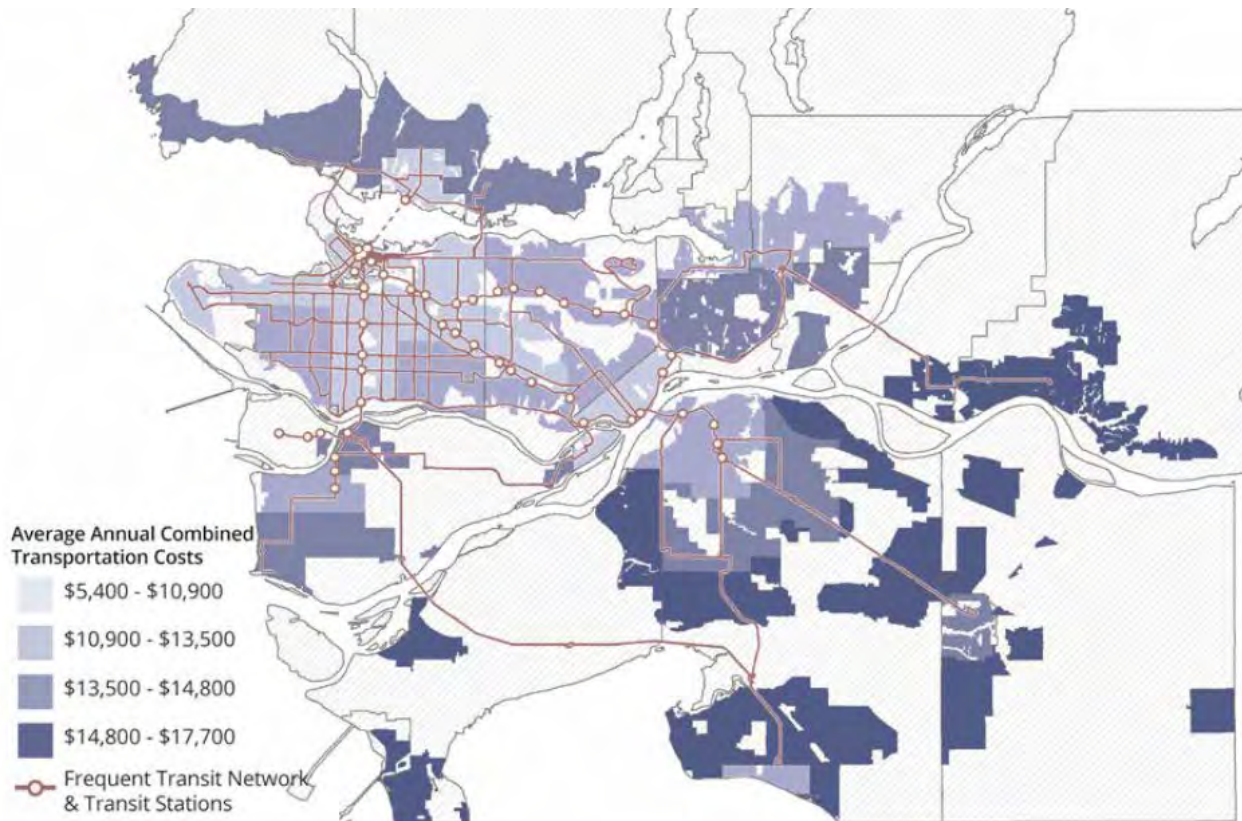 Average Annual Combined
Transportation Costs
$5,400 - $10,900
$10,900 - $13,500
$13,500 - $14,800
$14,800 - $17,700
Frequent Transit Network
& Transit Stations